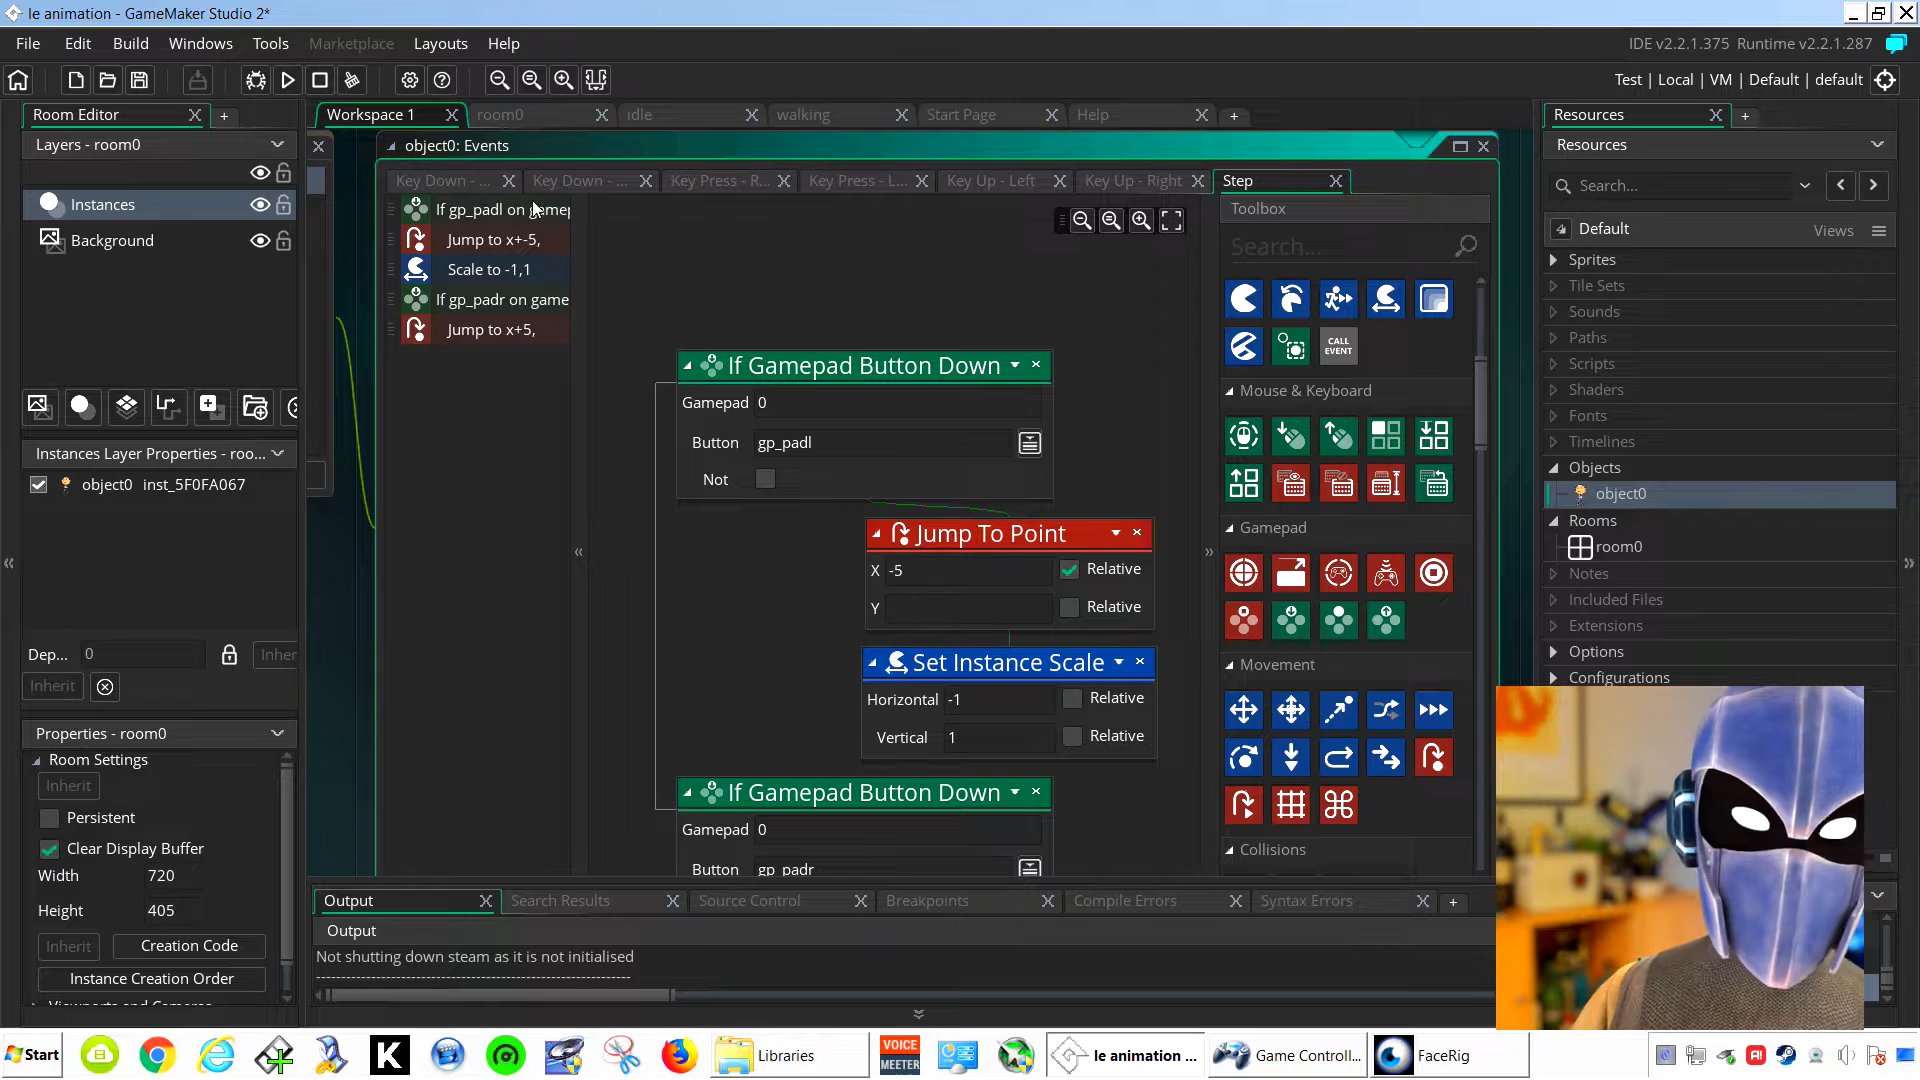 le animation - GameMaker Studio 2*
File Edit Build Windows Tools Marketplace Layouts Help
IDE v2.2.1.375 Runtime v2.2.1.287
Test | Local | VM | Default | default
Room Editor
Workspace 1 room0 idle walking Start Page Help
Resources
Layers - room0
object0: Events
Resources
Key Down - ... Key Down - ... Key Press - R... Key Press - L... Key Up - Left Key Up - Right Step
Search...
Instances
If gp_padl on gamep
Toolbox
Default
Views
Background
Jump to x+-5,
Search...
Sprites
Scale to -1,1
Tile Sets
If gp_padr on game
Sounds
Jump to x+5,
CALL
EVENT
Paths
Scripts
If Gamepad Button Down
Mouse & Keyboard
Shaders
Gamepad 0
Fonts
Button gp_padl
Timelines
Instances Layer Properties - roo...
Objects
object0 inst_5F0FA067
Not
object0
Jump To Point
Gamepad
Rooms
room0
X -5 Relative
Notes
Y Relative
Included Files
Extensions
Dep... 0 Inher
Set Instance Scale
Movement
Options
Inherit
Horizontal -1 Relative
Configurations
Properties - room0
Vertical 1 Relative
Room Settings
Inherit
If Gamepad Button Down
Persistent
Gamepad 0
Clear Display Buffer
Collisions
Width 720
Button gp_padr
Height 405
Output Search Results Source Control Breakpoints Compile Errors Syntax Errors
Inherit Creation Code
Output
Instance Creation Order
Not shutting down steam as it is not initialised
Viewports and Cameras
Start
K
Libraries
VOICE
MEETER
le animation ...
Game Controll...
FaceRig